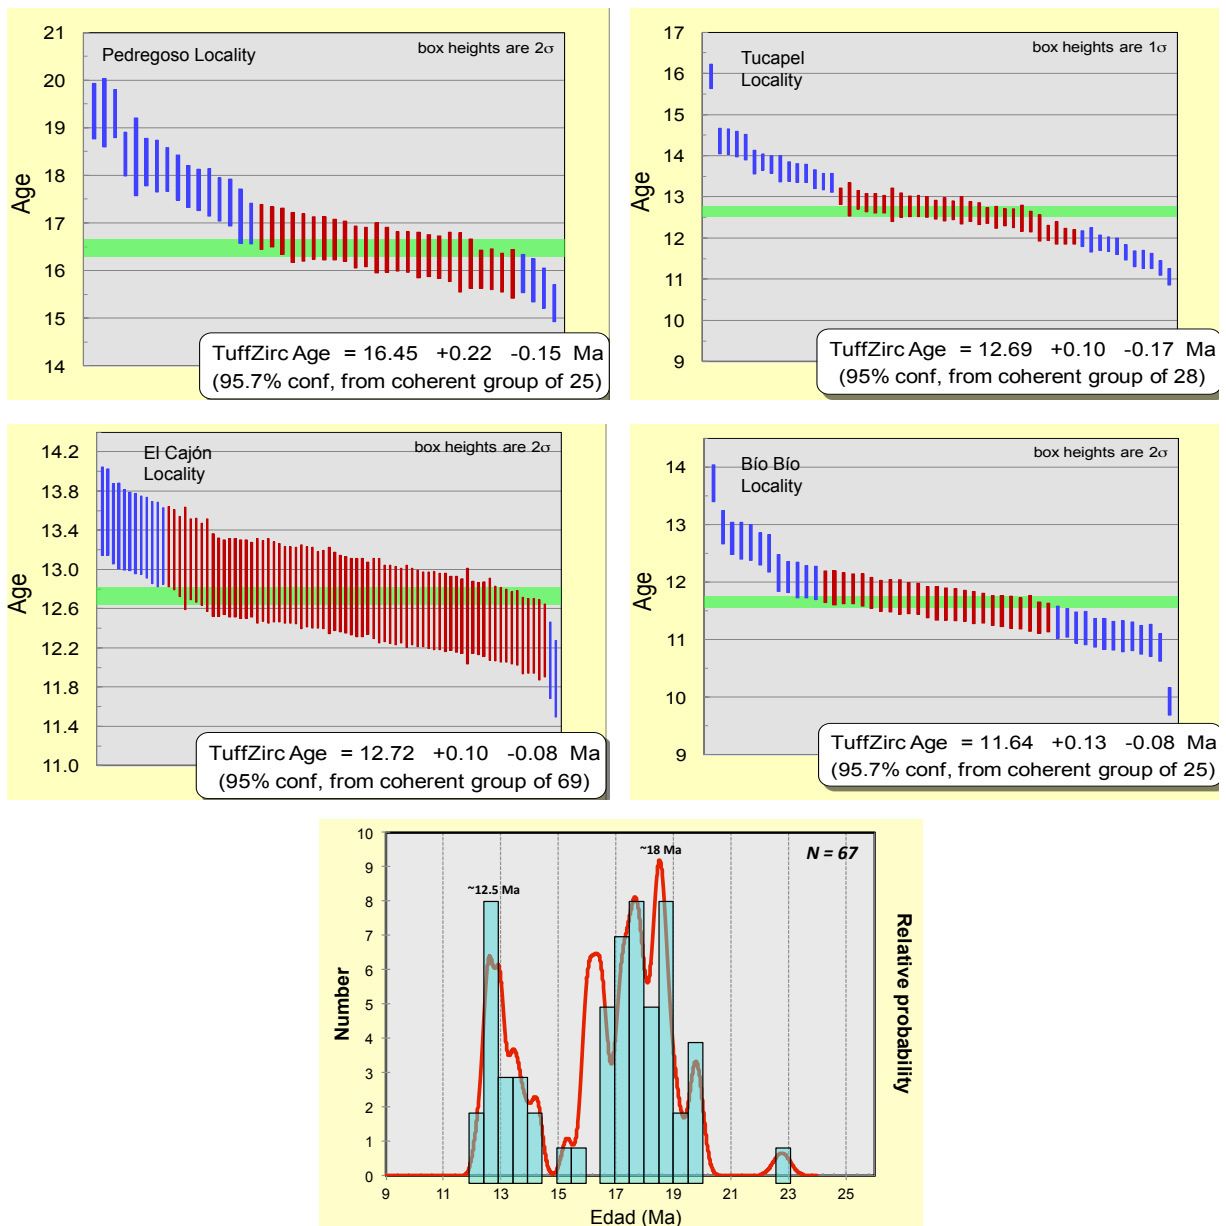 Pedregoso Locality
box heights are 2σ
21
20
19
18
17
16
15
14
Age
TuffZirc Age = 16.45 +0.22 -0.15 Ma
(95.7% conf, from coherent group of 25)
Tucapel
Locality
box heights are 1σ
17
16
15
14
13
12
11
10
9
Age
TuffZirc Age = 12.69 +0.10 -0.17 Ma
(95% conf, from coherent group of 28)
El Cajón
Locality
box heights are 2σ
14.2
13.8
13.4
13.0
12.6
12.2
11.8
11.4
11.0
Age
TuffZirc Age = 12.72 +0.10 -0.08 Ma
(95% conf, from coherent group of 69)
Bío Bío
Locality
box heights are 2σ
14
13
12
11
10
9
Age
TuffZirc Age = 11.64 +0.13 -0.08 Ma
(95.7% conf, from coherent group of 25)
10
9
8
7
6
5
4
3
2
1
0
Number
~12.5 Ma
~18 Ma
N = 67
Relative probability
9 11 13 15 17 19 21 23 25
Edad (Ma)